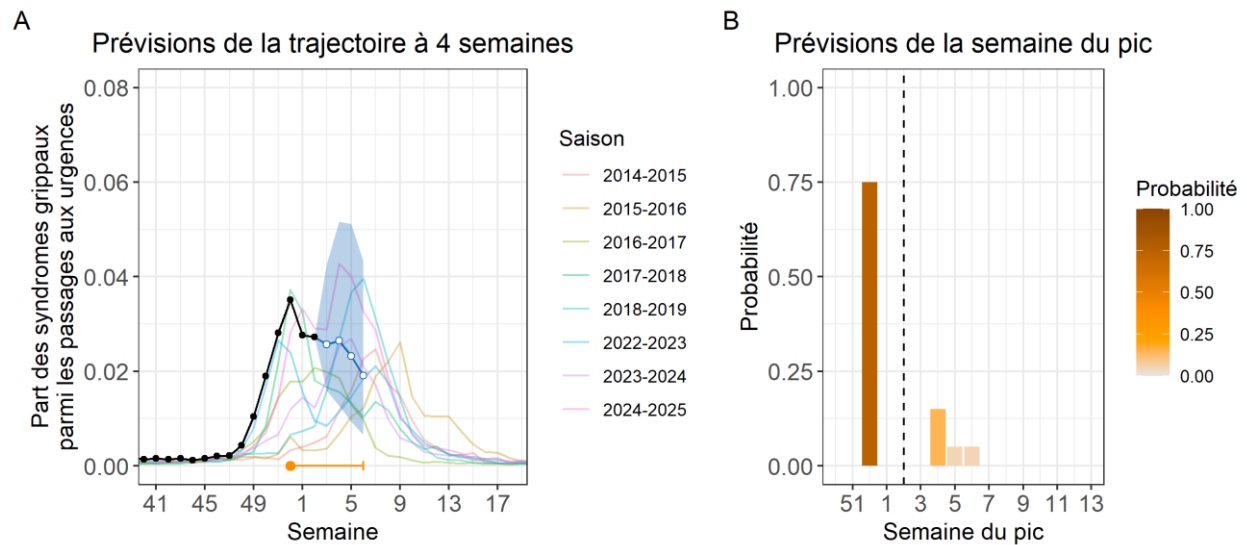 A
Prévisions de la trajectoire à 4 semaines
Part des syndromes grippaux
parmi les passages aux urgences
0.08
0.06
0.04
0.02
0.00
41 45 49 1 5 9 13 17
Semaine
Saison
2014-2015
2015-2016
2016-2017
2017-2018
2018-2019
2022-2023
2023-2024
2024-2025
B
Prévisions de la semaine du pic
Probabilité
1.00
0.75
0.50
0.25
0.00
51 1 3 5 7 9 11 13
Semaine du pic
Probabilité
1.00
0.75
0.50
0.25
0.00